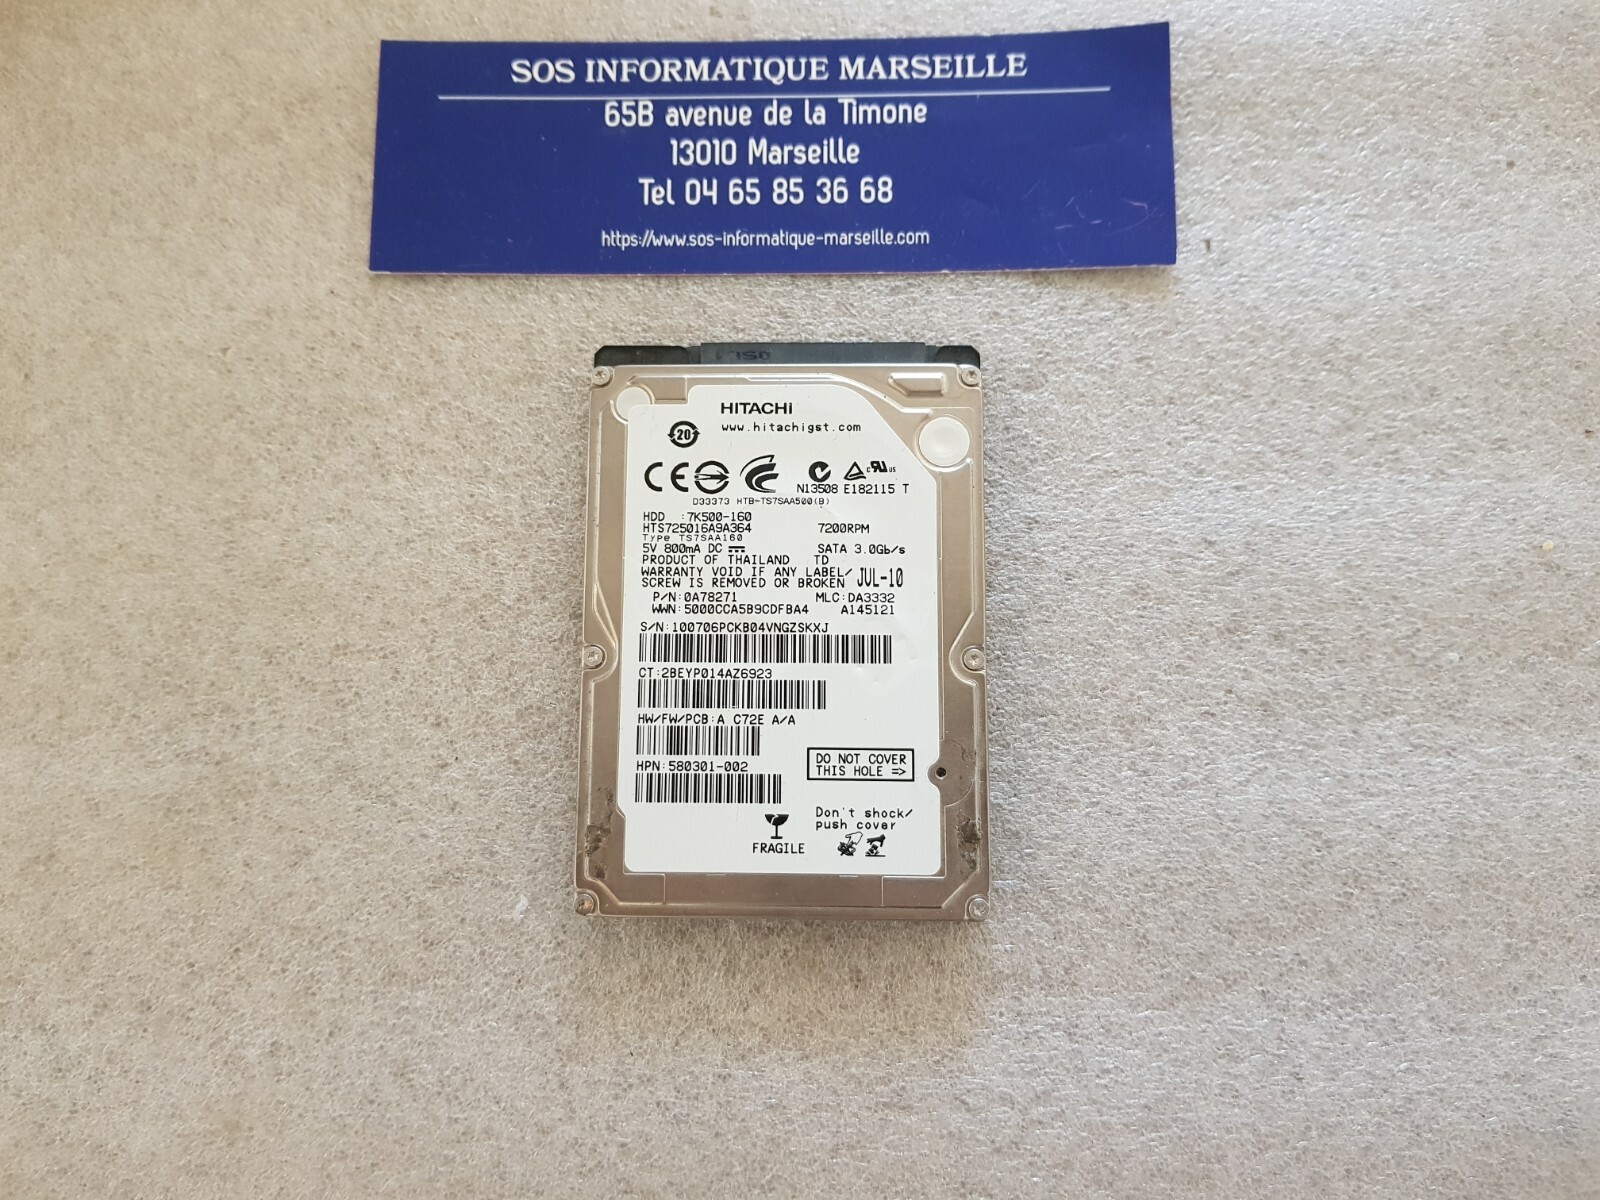 SOS INFORMATIQUE MARSEILLE
65B avenue de la Timone
13010 Marseille
Tel 04 65 85 36 68
https://www.sos-informatique-marseille.com
HITACHI
www.hitachigst.com
20
CE
N13508 E182115 T
D33373 HTB-TS7SAA500(B)
HDD :7K500-160
HTS725016A9A364 7200RPM
Type TS7SAA160
5V 800mA DC SATA 3.0Gb/s
PRODUCT OF THAILAND TD
WARRANTY VOID IF ANY LABEL/
SCREW IS REMOVED OR BROKEN JUL-10
P/N:0A78271 MLC:DA3332
WWN:5000CCA5B9CDFBA4 A145121
S/N:100706PCKB04VNGZSKXJ
CT:2BEYP014AZ6923
HW/FW/PCB:A C72E A/A
HPN:580301-002
DO NOT COVER
THIS HOLE =>
Don't shock/
push cover
FRAGILE